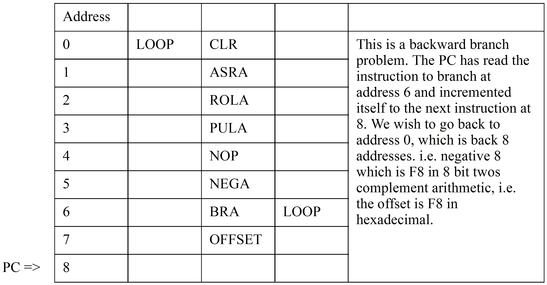 Address
0 LOOP CLR
1 ASRA
2 ROLA
3 PULA
4 NOP
5 NEGA
6 BRA LOOP
7 OFFSET
PC => 8
This is a backward branch
problem. The PC has read the
instruction to branch at
address 6 and incremented
itself to the next instruction at
8. We wish to go back to
address 0, which is back 8
addresses. i.e. negative 8
which is F8 in 8 bit twos
complement arithmetic, i.e.
the offset is F8 in
hexadecimal.